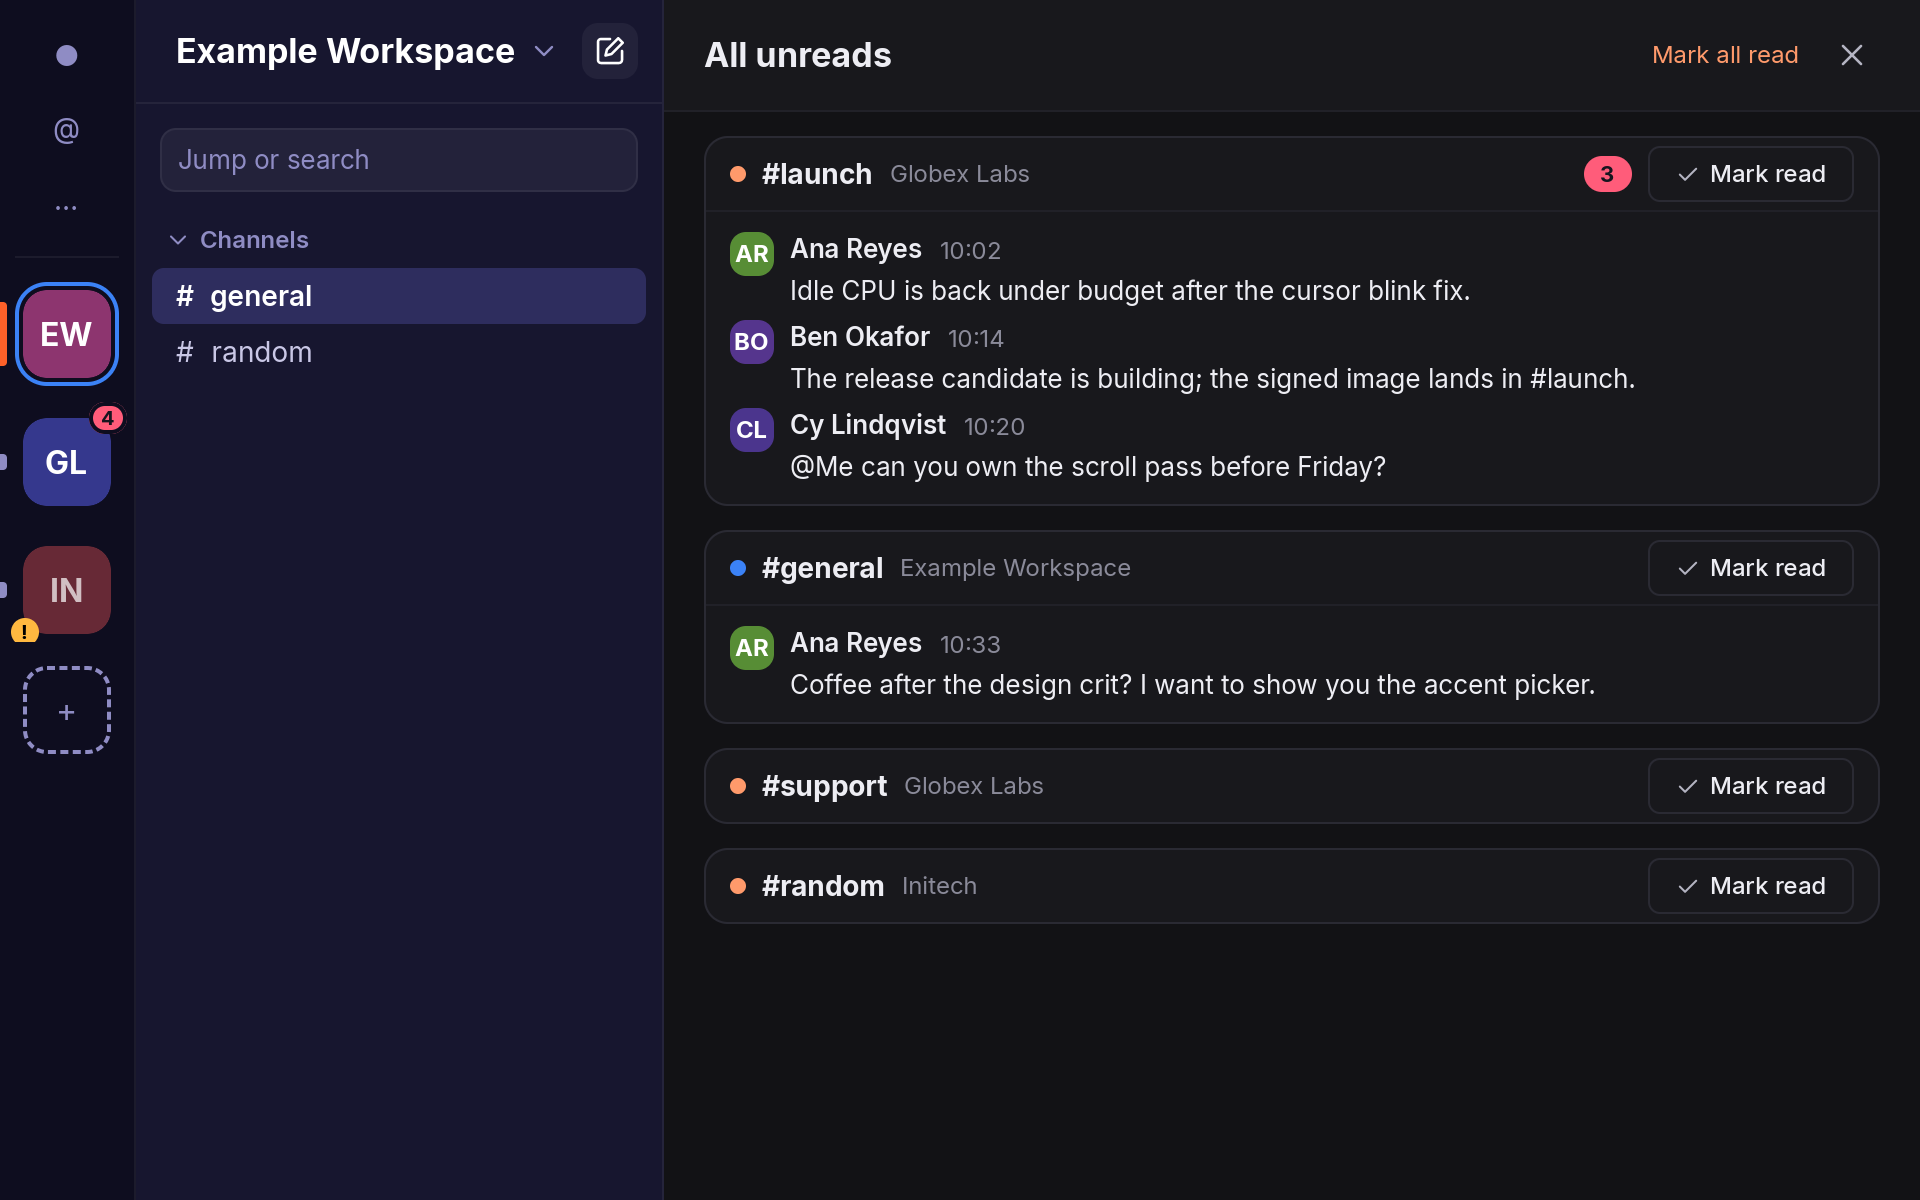 @
...
EW
4
GL
IN
!
+
Example Workspace
Jump or search
Channels
# general
# random
All unreads
Mark all read
#launch Globex Labs 3 Mark read
AR Ana Reyes 10:02
Idle CPU is back under budget after the cursor blink fix.
BO Ben Okafor 10:14
The release candidate is building; the signed image lands in #launch.
CL Cy Lindqvist 10:20
@Me can you own the scroll pass before Friday?
#general Example Workspace Mark read
AR Ana Reyes 10:33
Coffee after the design crit? I want to show you the accent picker.
#support Globex Labs Mark read
#random Initech Mark read